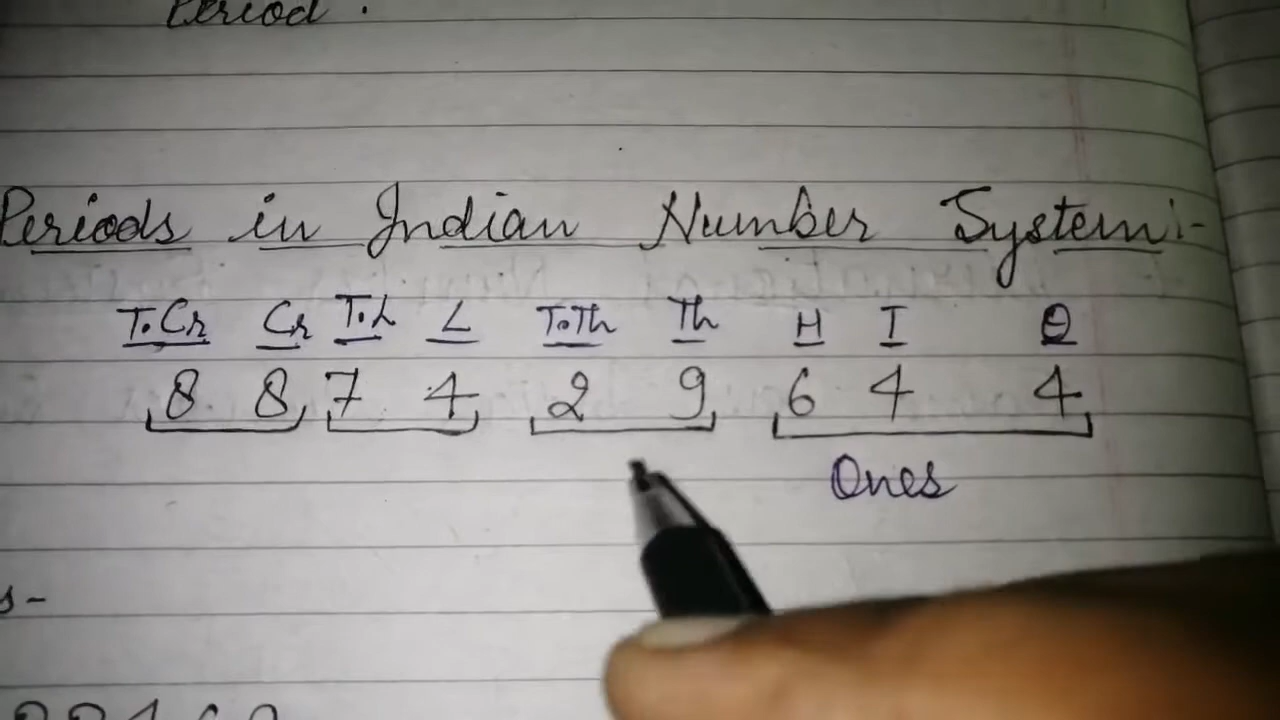 Period .
Periods in Indian Number System:-
T.Cr Cr T.L L T.Th Th H T O
8 8 7 4 2 9 6 4 4
Ones
s-